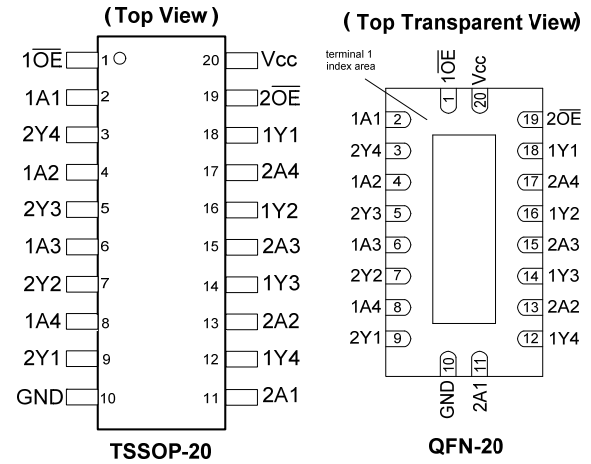 (Top View)
1O̅E̅ 1 20 Vcc
1A1 2 19 2O̅E̅
2Y4 3 18 1Y1
1A2 4 17 2A4
2Y3 5 16 1Y2
1A3 6 15 2A3
2Y2 7 14 1Y3
1A4 8 13 2A2
2Y1 9 12 1Y4
GND 10 11 2A1
TSSOP-20
(Top Transparent View)
terminal 1
index area
1O̅E̅ Vcc
1 20
1A1 2 19 2O̅E̅
2Y4 3 18 1Y1
1A2 4 17 2A4
2Y3 5 16 1Y2
1A3 6 15 2A3
2Y2 7 14 1Y3
1A4 8 13 2A2
2Y1 9 12 1Y4
10 11
GND 2A1
QFN-20